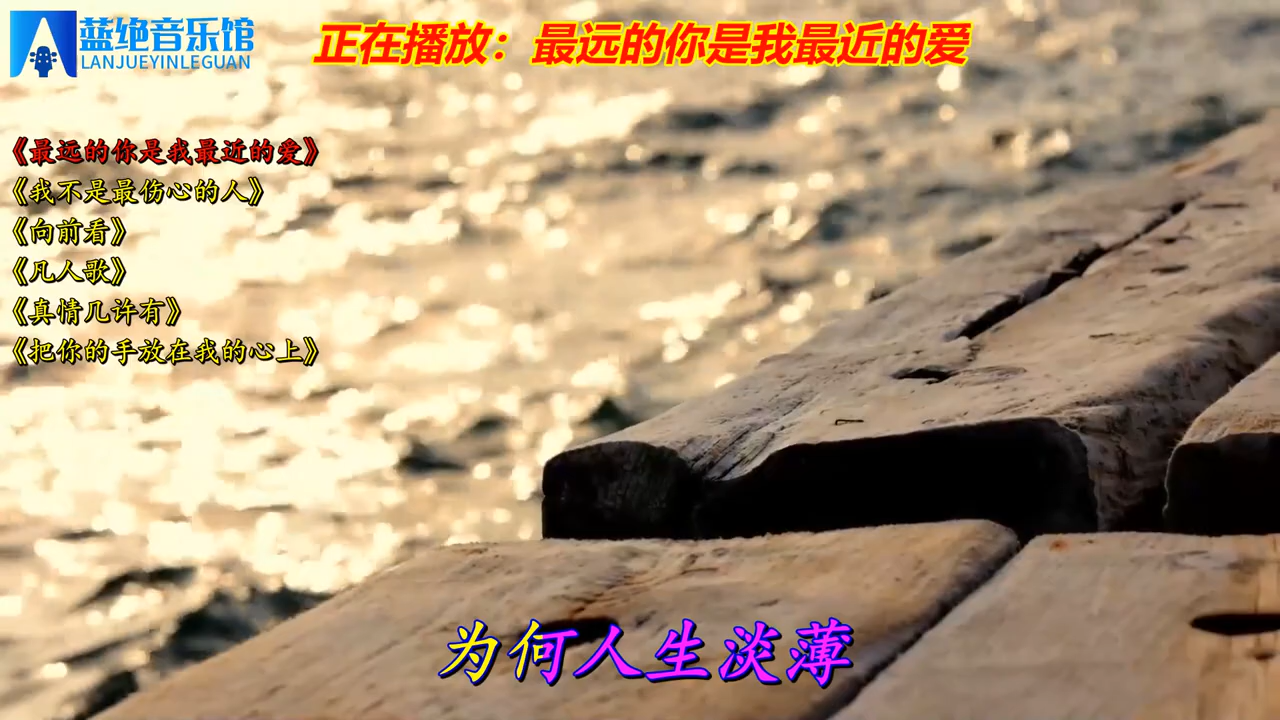 蓝绝音乐馆
LANJUEYINLEGUAN
正在播放：最远的你是我最近的爱
《最远的你是我最近的爱》
《我不是最伤心的人》
《向前看》
《凡人歌》
《真情几许有》
《把你的手放在我的心上》
为何人生淡薄